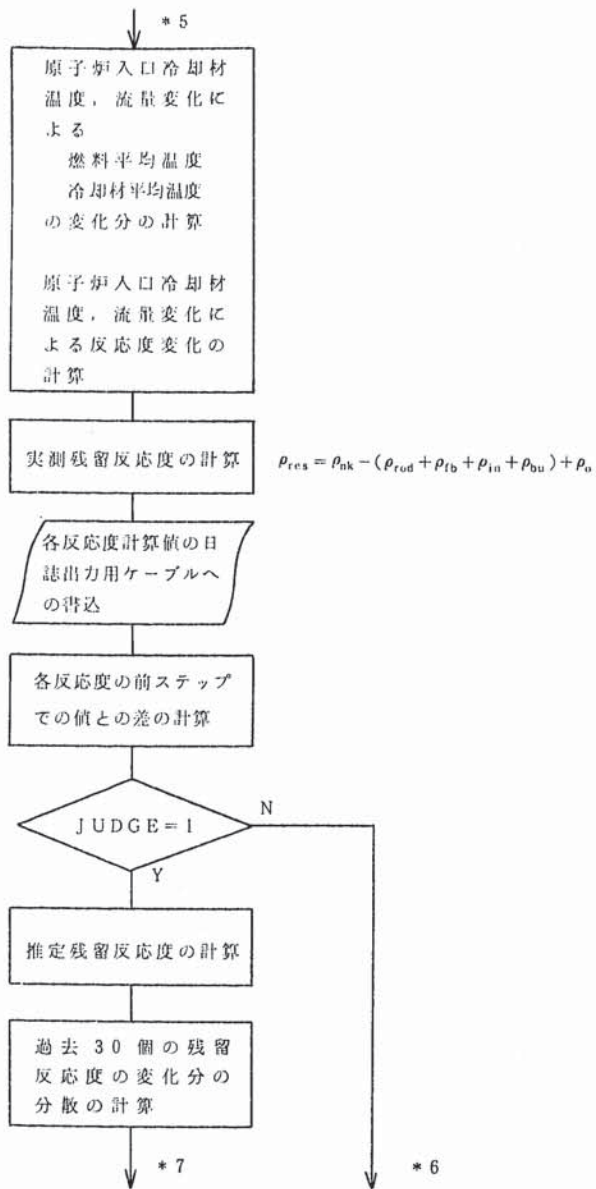 *5
原子炉入口冷却材
温度，流量変化に
よる
燃料平均温度
冷却材平均温度
の変化分の計算
原子炉入口冷却材
温度，流量変化に
よる反応度変化の
計算
実測残留反応度の計算
ρres = ρnk − (ρrod + ρfb + ρin + ρbu) + ρo
各反応度計算値の日
誌出力用ケーブルへ
の書込
各反応度の前ステップ
での値との差の計算
JUDGE=1
N
Y
推定残留反応度の計算
過去30個の残留
反応度の変化分の
分散の計算
*7
*6